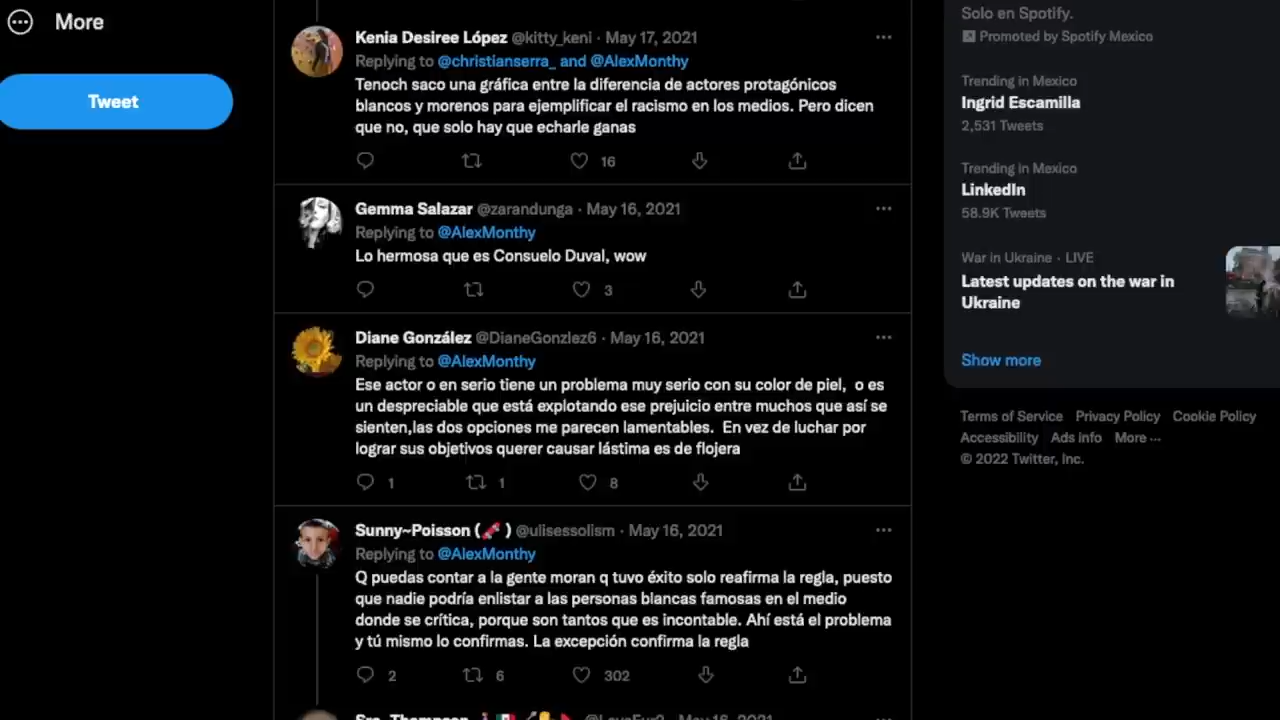 More
Tweet
Kenia Desiree López @kitty_keni · May 17, 2021
Replying to @christianserra_ and @AlexMonthy
Tenoch saco una gráfica entre la diferencia de actores protagónicos
blancos y morenos para ejemplificar el racismo en los medios. Pero dicen
que no, que solo hay que echarle ganas
16
Gemma Salazar @zarandunga · May 16, 2021
Replying to @AlexMonthy
Lo hermosa que es Consuelo Duval, wow
3
Diane González @DianeGonzlez6 · May 16, 2021
Replying to @AlexMonthy
Ese actor o en serio tiene un problema muy serio con su color de piel, o es
un despreciable que está explotando ese prejuicio entre muchos que así se
sienten,las dos opciones me parecen lamentables. En vez de luchar por
lograr sus objetivos querer causar lástima es de flojera
1 1 8
Sunny~Poisson (🧨) @ulisessolism · May 16, 2021
Replying to @AlexMonthy
Q puedas contar a la gente moran q tuvo éxito solo reafirma la regla, puesto
que nadie podría enlistar a las personas blancas famosas en el medio
donde se crítica, porque son tantos que es incontable. Ahí está el problema
y tú mismo lo confirmas. La excepción confirma la regla
2 6 302
Solo en Spotify.
Promoted by Spotify Mexico
Trending in Mexico
Ingrid Escamilla
2,531 Tweets
Trending in Mexico
LinkedIn
58.9K Tweets
War in Ukraine · LIVE
Latest updates on the war in
Ukraine
Show more
Terms of Service Privacy Policy Cookie Policy
Accessibility Ads info More ···
© 2022 Twitter, Inc.